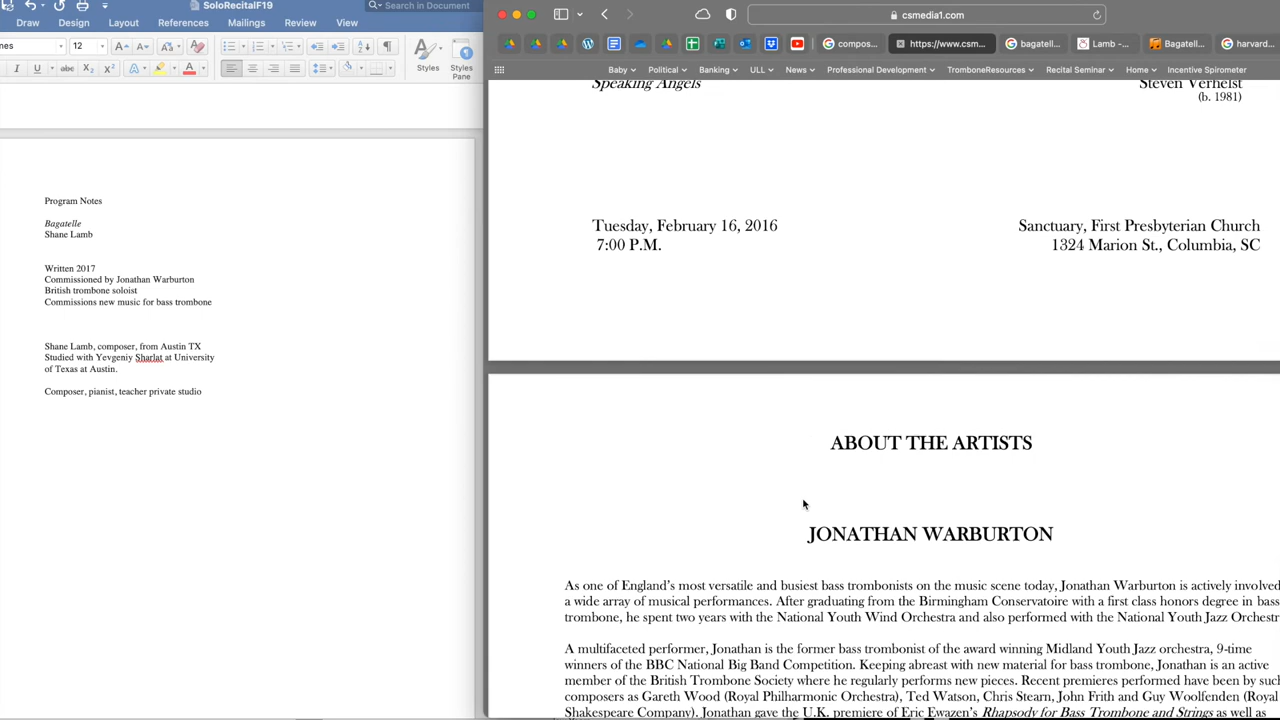 SoloRecitalF19
Search in Document
Draw Design Layout References Mailings Review View
mes 12
Styles Styles Pane
csmedia1.com
compos... https://www.csm... bagatell... Lamb -... Bagatel... harvard...
Baby Political Banking ULL News Professional Development TromboneResources Recital Seminar Home Incentive Spirometer
Program Notes
Bagatelle
Shane Lamb
Written 2017
Commissioned by Jonathan Warburton
British trombone soloist
Commissions new music for bass trombone
Shane Lamb, composer, from Austin TX
Studied with Yevgeniy Sharlat at University
of Texas at Austin.
Composer, pianist, teacher private studio
Speaking Angels Steven Verhelst
(b. 1981)
Tuesday, February 16, 2016 Sanctuary, First Presbyterian Church
7:00 P.M. 1324 Marion St., Columbia, SC
ABOUT THE ARTISTS
JONATHAN WARBURTON
As one of England's most versatile and busiest bass trombonists on the music scene today, Jonathan Warburton is actively involved
a wide array of musical performances. After graduating from the Birmingham Conservatoire with a first class honors degree in bass
trombone, he spent two years with the National Youth Wind Orchestra and also performed with the National Youth Jazz Orchestr
A multifaceted performer, Jonathan is the former bass trombonist of the award winning Midland Youth Jazz orchestra, 9-time
winners of the BBC National Big Band Competition. Keeping abreast with new material for bass trombone, Jonathan is an active
member of the British Trombone Society where he regularly performs new pieces. Recent premieres performed have been by such
composers as Gareth Wood (Royal Philharmonic Orchestra), Ted Watson, Chris Stearn, John Frith and Guy Woolfenden (Royal
Shakespeare Company). Jonathan gave the U.K. premiere of Eric Ewazen's Rhapsody for Bass Trombone and Strings as well as